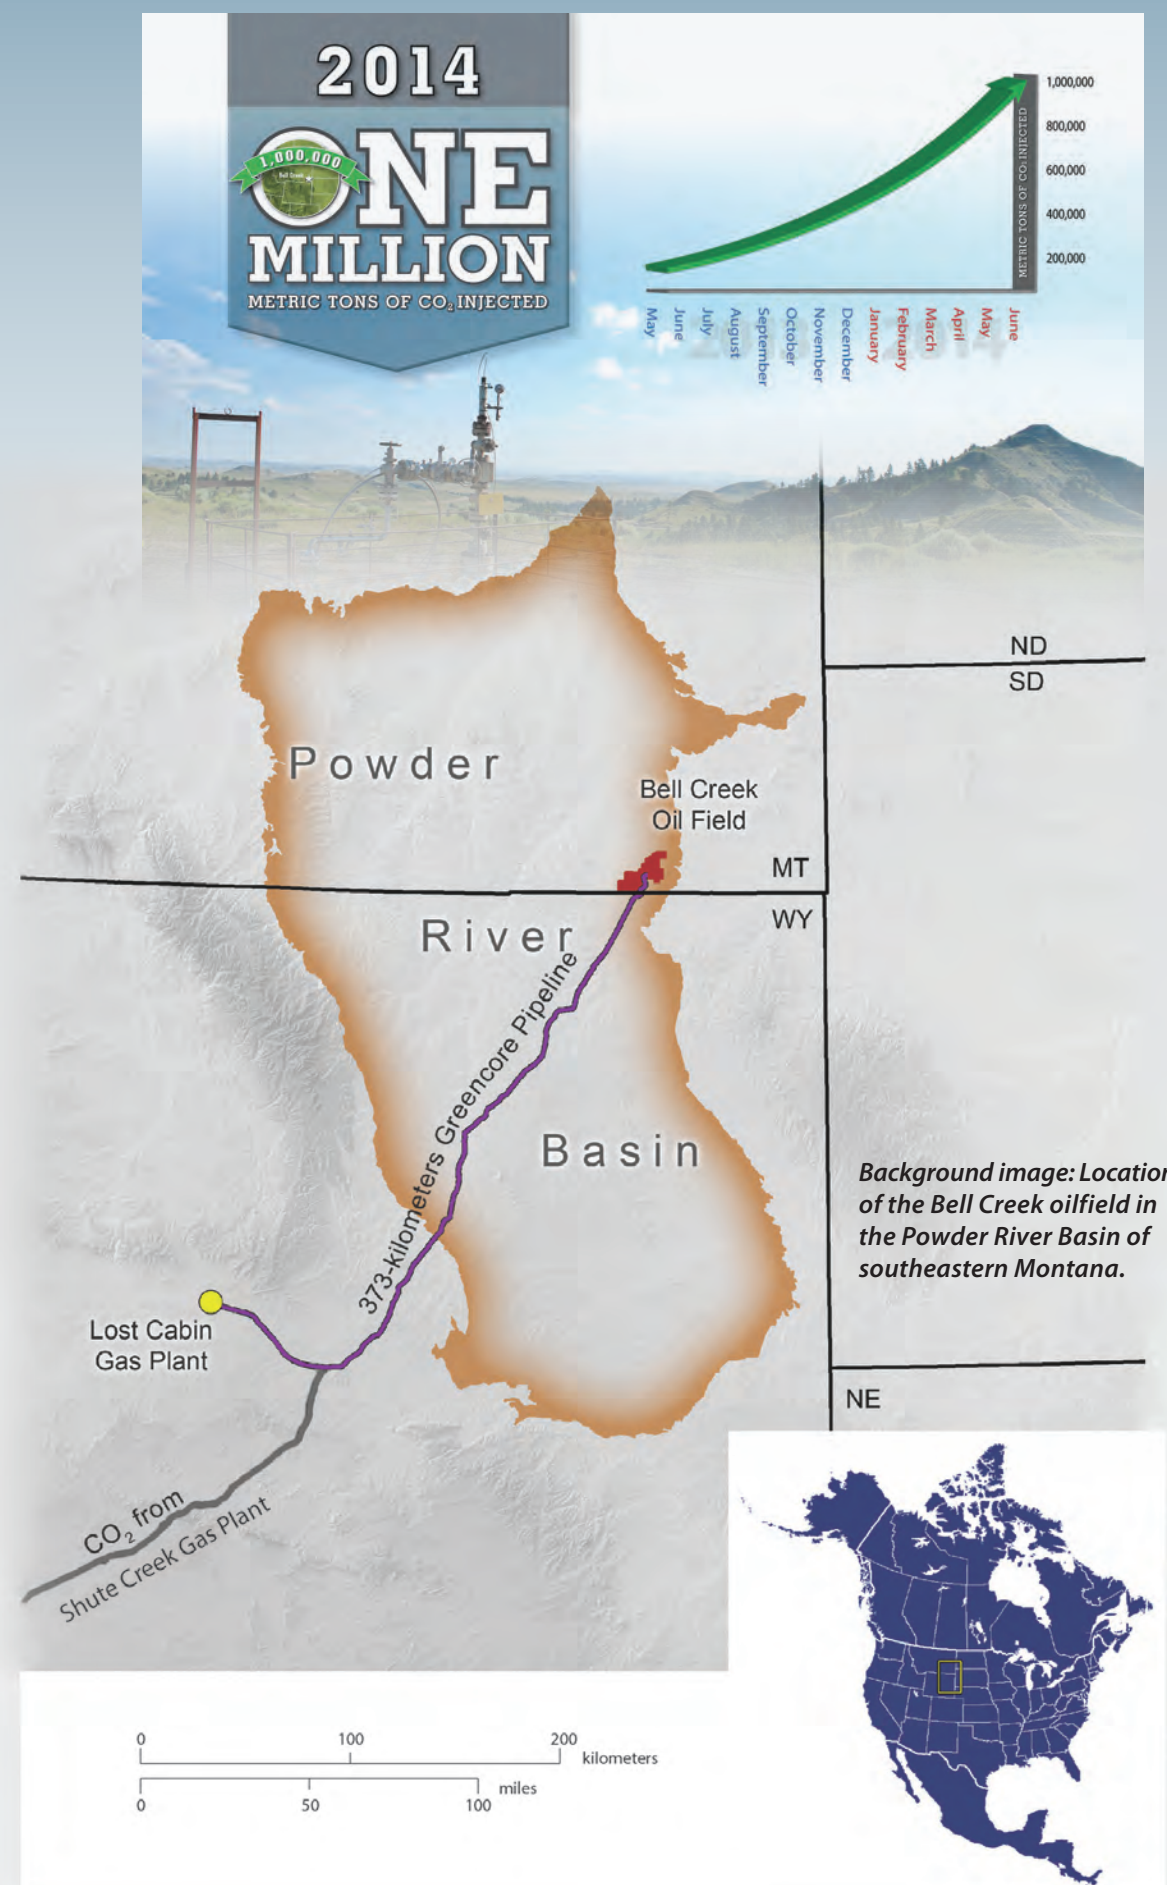 2014
1,000,000
Bell Creek
ONE
MILLION
METRIC TONS OF CO2 INJECTED
1,000,000
800,000
600,000
400,000
200,000
METRIC TONS OF CO2 INJECTED
May
June
July
August
September
October
November
December
January
February
March
April
May
June
2013
2014
ND
SD
Powder
Bell Creek
Oil Field
MT
WY
River
373-kilometers Greencore Pipeline
Basin
Background image: Location
of the Bell Creek oilfield in
the Powder River Basin of
southeastern Montana.
Lost Cabin
Gas Plant
NE
CO2 from
Shute Creek Gas Plant
0 100 200
kilometers
miles
0 50 100